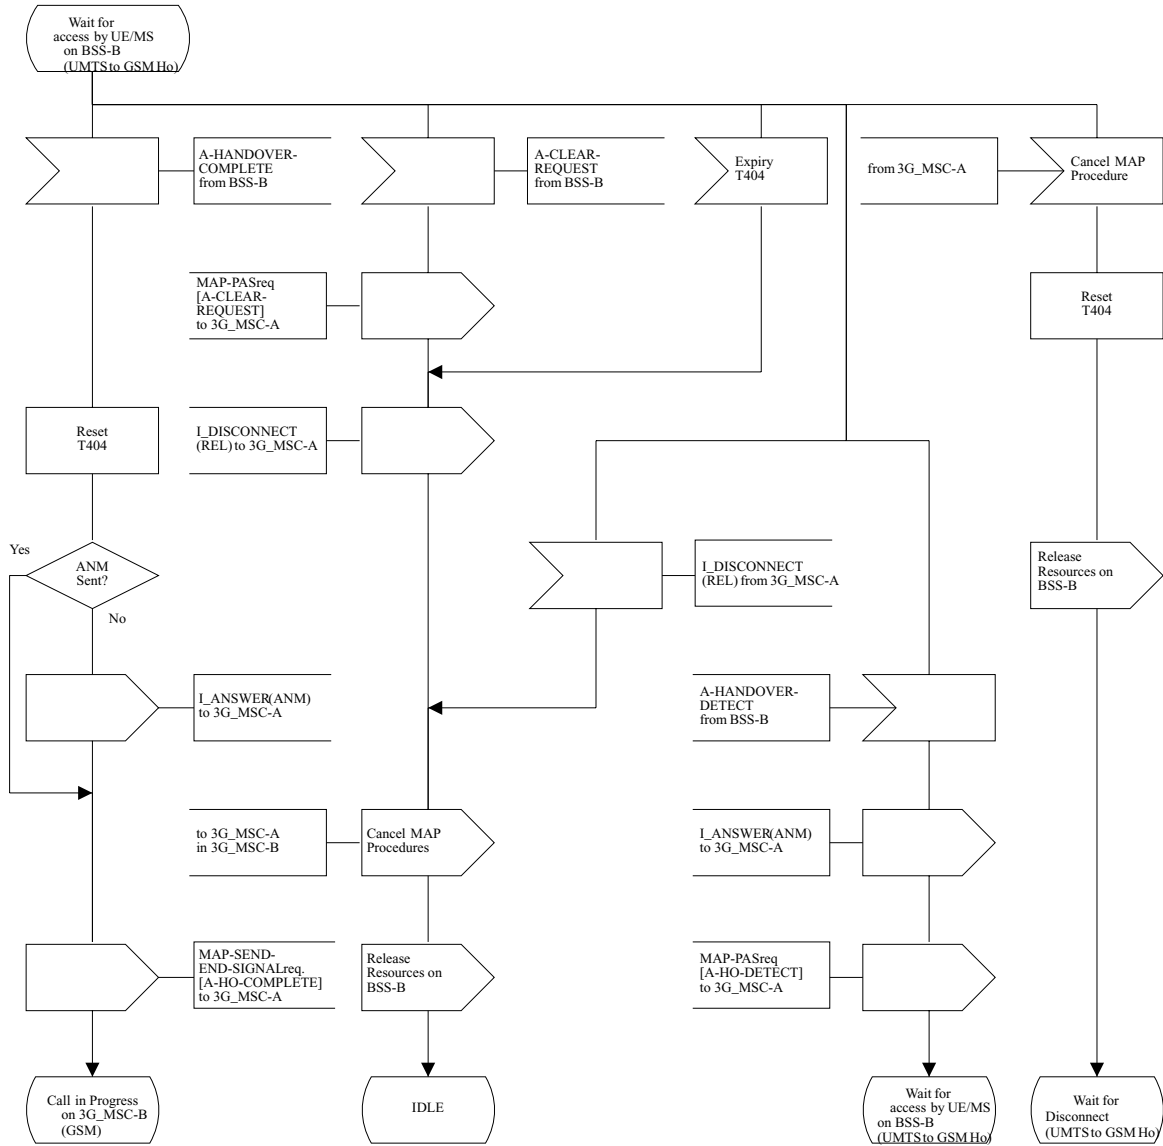 Wait for
access by UE/MS
on BSS-B
(UMTS to GSM Ho)
A-HANDOVER-
COMPLETE
from BSS-B
A-CLEAR-
REQUEST
from BSS-B
Expiry
T404
from 3G_MSC-A
Cancel MAP
Procedure
MAP-PASreq
[A-CLEAR-
REQUEST]
to 3G_MSC-A
Reset
T404
Reset
T404
I_DISCONNECT
(REL) to 3G_MSC-A
Yes
ANM
Sent?
No
I_DISCONNECT
(REL) from 3G_MSC-A
Release
Resources on
BSS-B
I_ANSWER(ANM)
to 3G_MSC-A
A-HANDOVER-
DETECT
from BSS-B
to 3G_MSC-A
in 3G_MSC-B
Cancel MAP
Procedures
I_ANSWER(ANM)
to 3G_MSC-A
MAP-SEND-
END-SIGNALreq.
[A-HO-COMPLETE]
to 3G_MSC-A
Release
Resources on
BSS-B
MAP-PASreq
[A-HO-DETECT]
to 3G_MSC-A
Call in Progress
on 3G_MSC-B
(GSM)
IDLE
Wait for
access by UE/MS
on BSS-B
(UMTS to GSM Ho)
Wait for
Disconnect
(UMTS to GSM Ho)